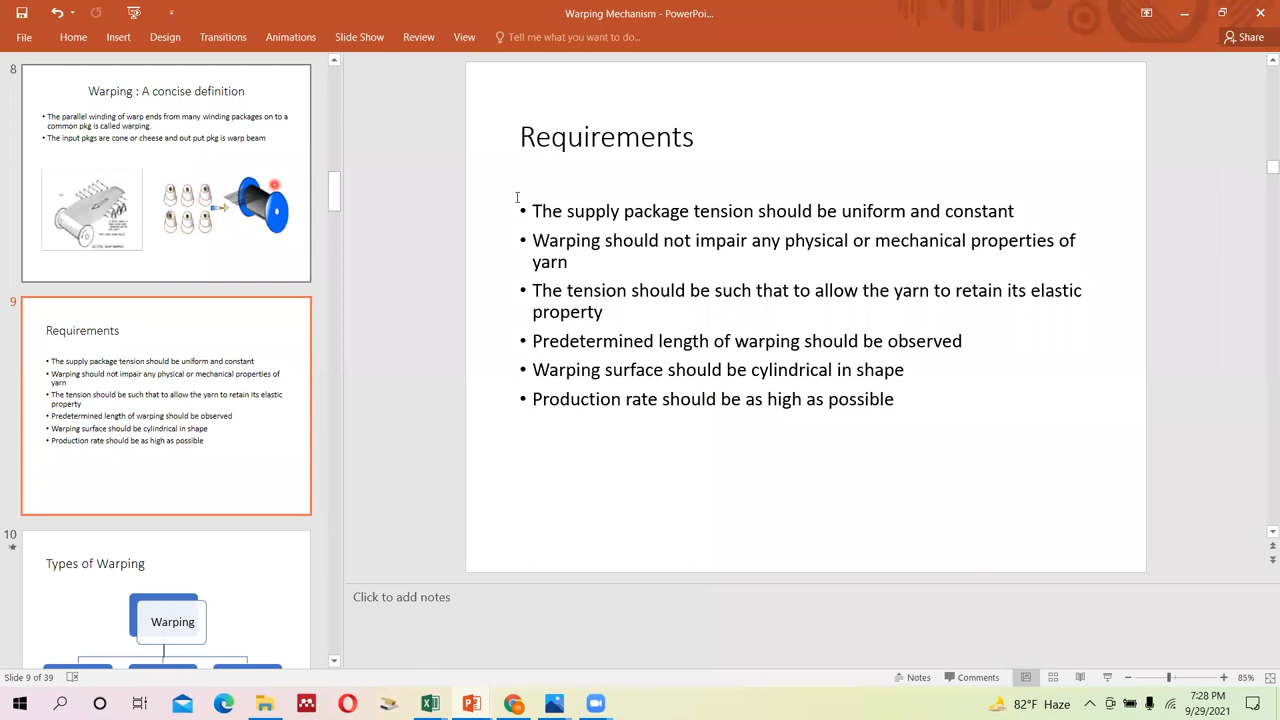 Warping Mechanism - PowerPoi...
File Home Insert Design Transitions Animations Slide Show Review View Tell me what you want to do... Share
8
Warping : A concise definition
• The parallel winding of warp ends from many winding packages on to a
common pkg is called warping.
• The input pkgs are cone or cheese and out put pkg is warp beam
9
Requirements
• The supply package tension should be uniform and constant
• Warping should not impair any physical or mechanical properties of
yarn
• The tension should be such that to allow the yarn to retain its elastic
property
• Predetermined length of warping should be observed
• Warping surface should be cylindrical in shape
• Production rate should be as high as possible
10
Types of Warping
Warping
Requirements
• The supply package tension should be uniform and constant
• Warping should not impair any physical or mechanical properties of
yarn
• The tension should be such that to allow the yarn to retain its elastic
property
• Predetermined length of warping should be observed
• Warping surface should be cylindrical in shape
• Production rate should be as high as possible
Click to add notes
Slide 9 of 39 Notes Comments 85%
82°F Haze 7:28 PM
9/29/2021